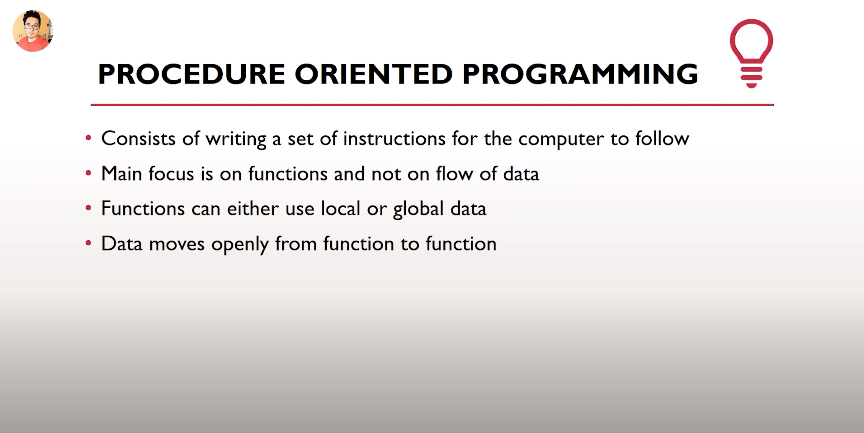 PROCEDURE ORIENTED PROGRAMMING
• Consists of writing a set of instructions for the computer to follow
• Main focus is on functions and not on flow of data
• Functions can either use local or global data
• Data moves openly from function to function